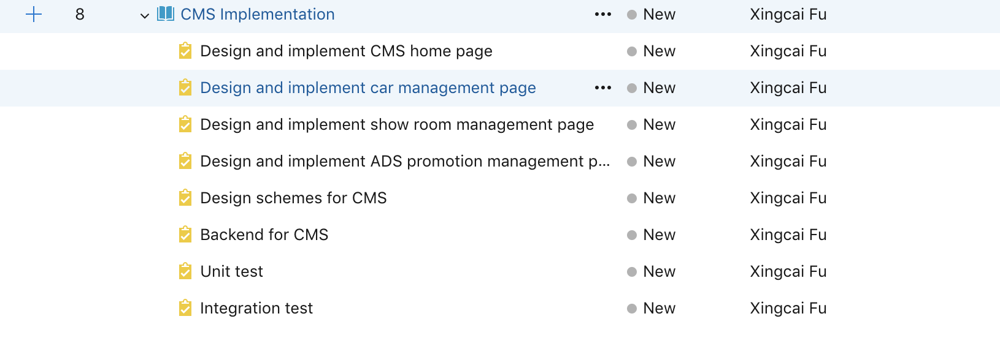 8 CMS Implementation ••• New Xingcai Fu
Design and implement CMS home page New Xingcai Fu
Design and implement car management page ••• New Xingcai Fu
Design and implement show room management page New Xingcai Fu
Design and implement ADS promotion management p... New Xingcai Fu
Design schemes for CMS New Xingcai Fu
Backend for CMS New Xingcai Fu
Unit test New Xingcai Fu
Integration test New Xingcai Fu